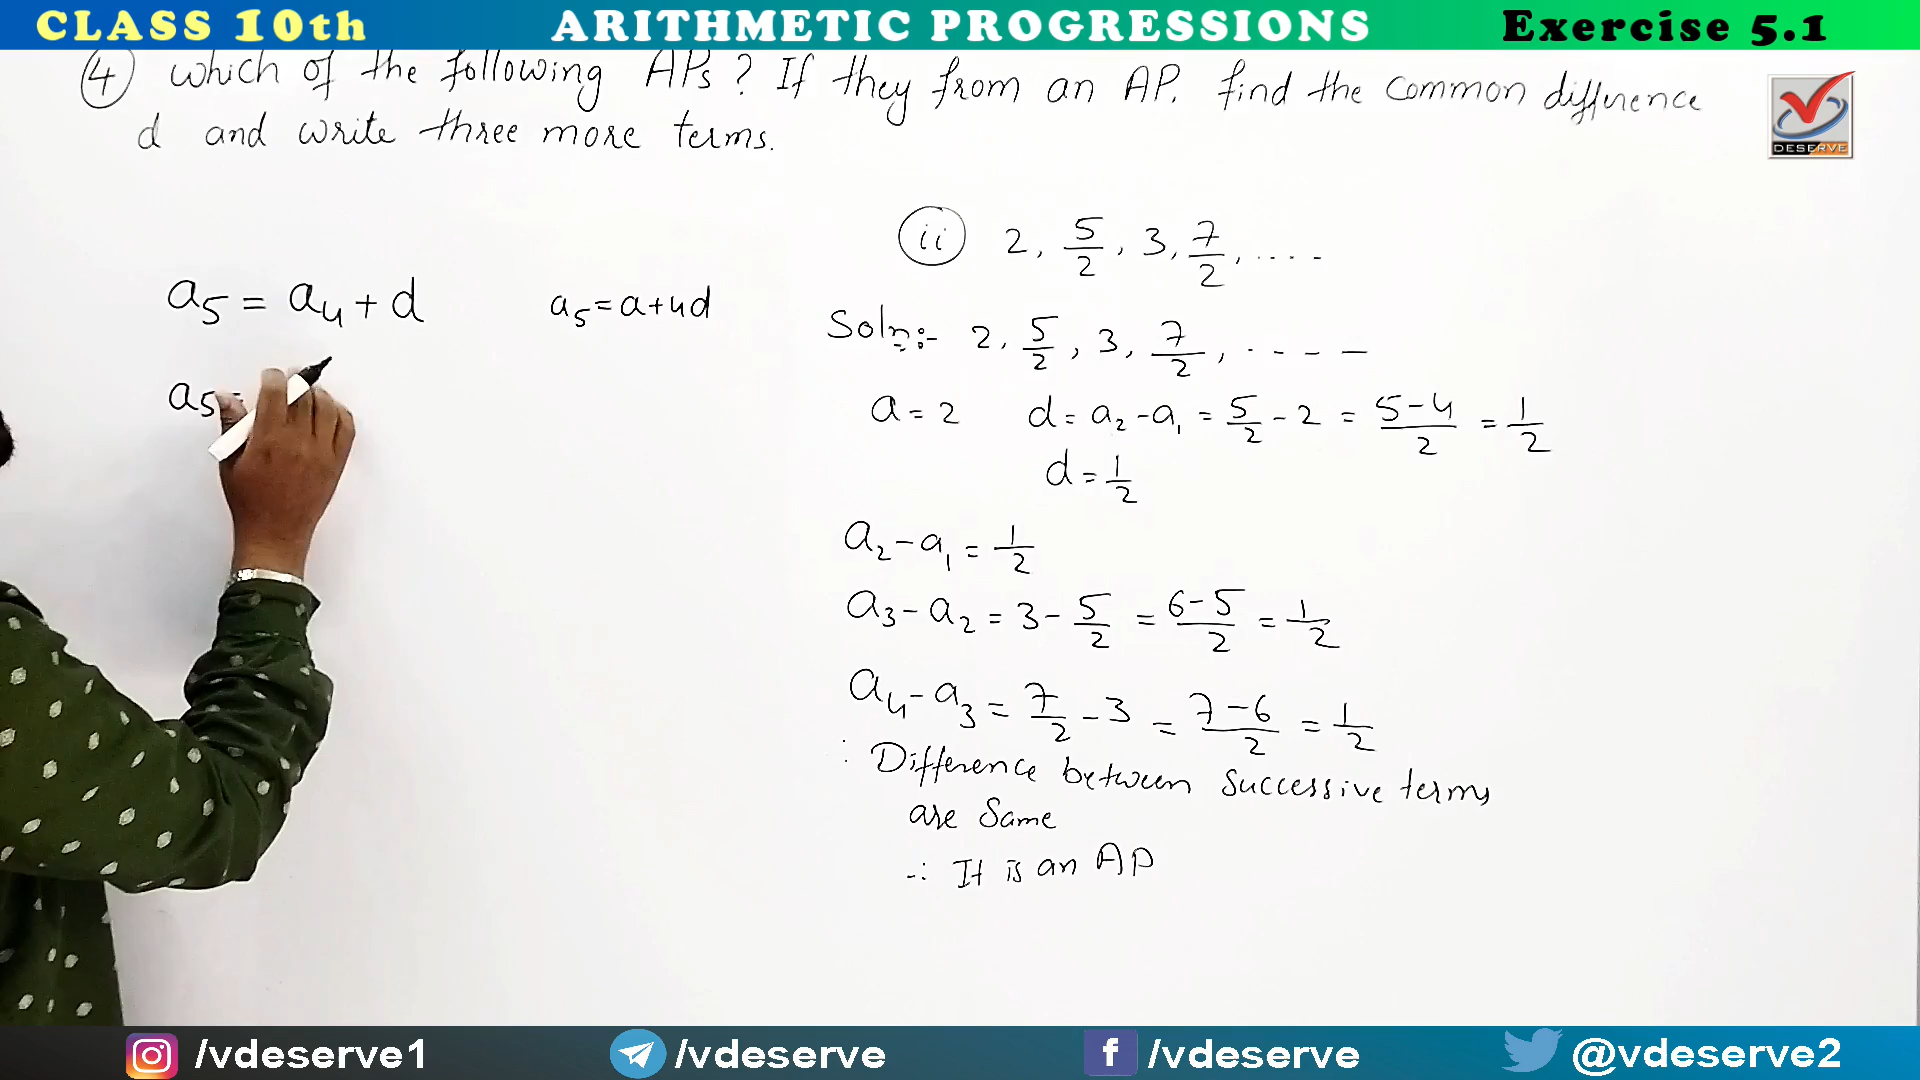 CLASS 10th ARITHMETIC PROGRESSIONS Exercise 5.1
④ which of the following APs ? If they from an AP. find the common difference
d and write three more terms.
DESERVE
a₅ = a₄ + d
a₅ = a+4d
a₅
ii 2, 5/2, 3, 7/2, ....
Soln:- 2, 5/2, 3, 7/2, . - - -
a = 2 d = a₂ - a₁ = 5/2 - 2 = 5-4/2 = 1/2
d = 1/2
a₂ - a₁ = 1/2
a₃ - a₂ = 3 - 5/2 = 6-5/2 = 1/2
a₄ - a₃ = 7/2 - 3 = 7-6/2 = 1/2
∴ Difference between Successive terms
are Same
∴ It is an AP
/vdeserve1 /vdeserve /vdeserve @vdeserve2